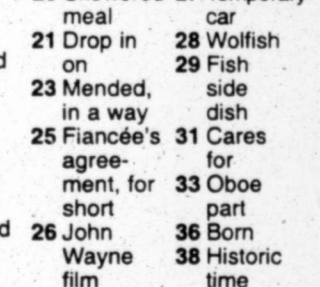 meal
21 Drop in
on
23 Mended,
in a way
25 Fiancée's
agree-
ment, for
short
26 John
Wayne
film
car
28 Wolfish
29 Fish
side
dish
31 Cares
for
33 Oboe
part
36 Born
38 Historic
time